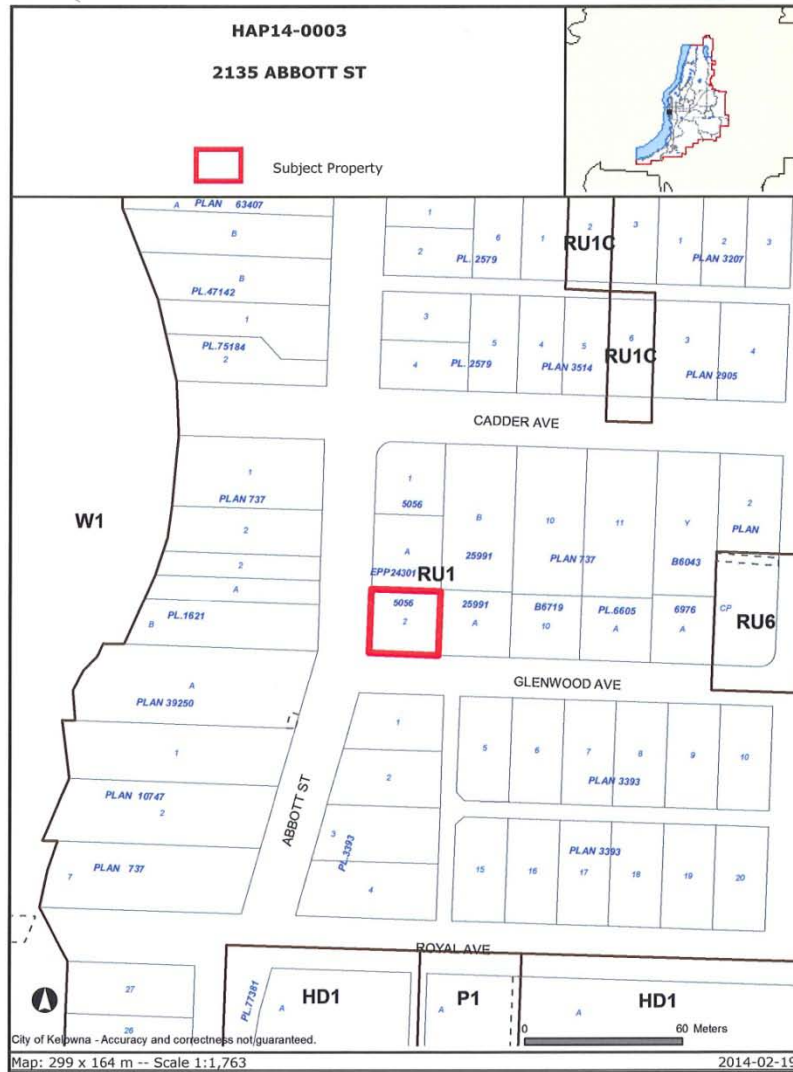 HAP14-0003
2135 ABBOTT ST
Subject Property
A PLAN 63407
B
B
PL.47142
1
PL.75184
2
1
2
6
PL. 2579
1
2
RU1C
3
1
2
3
PLAN 3207
3
4
5
PL. 2579
4
5
PLAN 3514
6
RU1C
3
4
PLAN 2905
CADDER AVE
W1
1
PLAN 737
2
2
A
PL.1621
B
1
5056
A
EPP24301
RU1
B
25991
10
11
PLAN 737
Y
B6043
2
PLAN
5056
2
25991
A
B6719
10
PL.6605
A
6976
A
CP
RU6
GLENWOOD AVE
A
PLAN 39250
1
PLAN 10747
2
PLAN 737
7
ABBOTT ST
1
2
3
PL.3393
4
5
6
7
8
9
10
PLAN 3393
PLAN 3393
15
16
17
18
19
20
ROYAL AVE
27
26
PL.77381
A
HD1
A
P1
A
HD1
City of Kelowna - Accuracy and correctness not guaranteed.
0
60 Meters
Map: 299 x 164 m -- Scale 1:1,763
2014-02-19